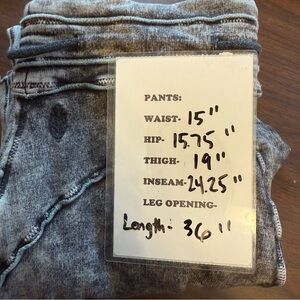 PANTS:
WAIST- 15"
HIP- 15.75"
THIGH- 19"
INSEAM- 24.25"
LEG OPENING-
Length- 36"